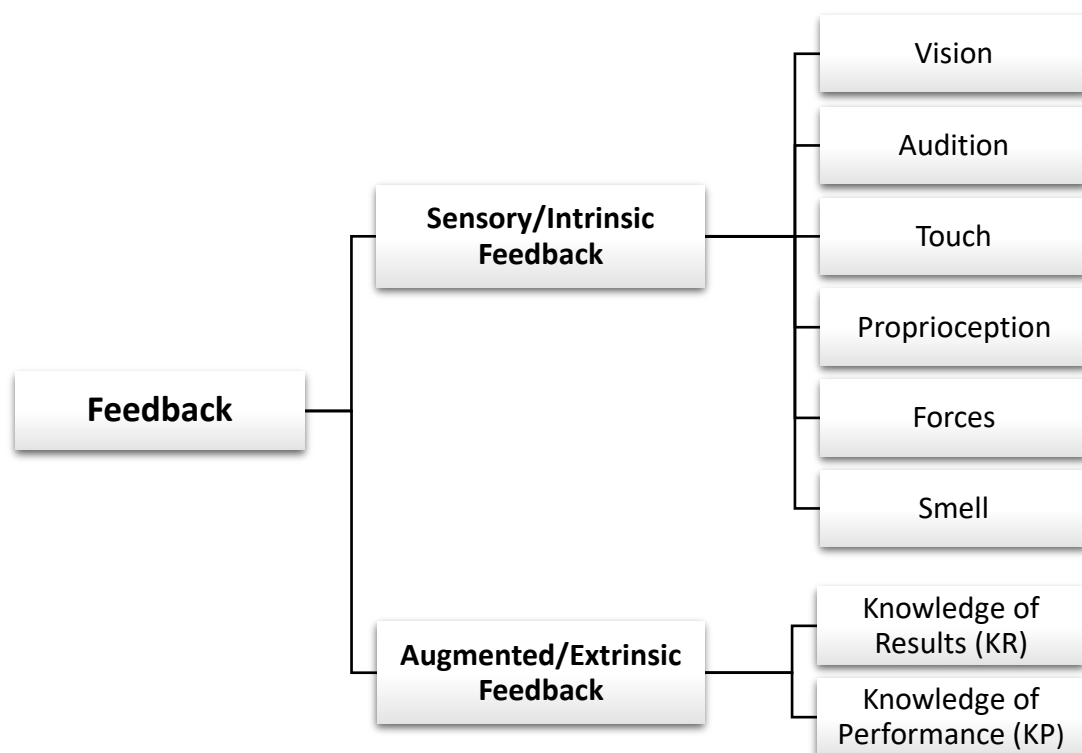 Feedback
Sensory/Intrinsic
Feedback
Vision
Audition
Touch
Proprioception
Forces
Smell
Augmented/Extrinsic
Feedback
Knowledge of
Results (KR)
Knowledge of
Performance (KP)